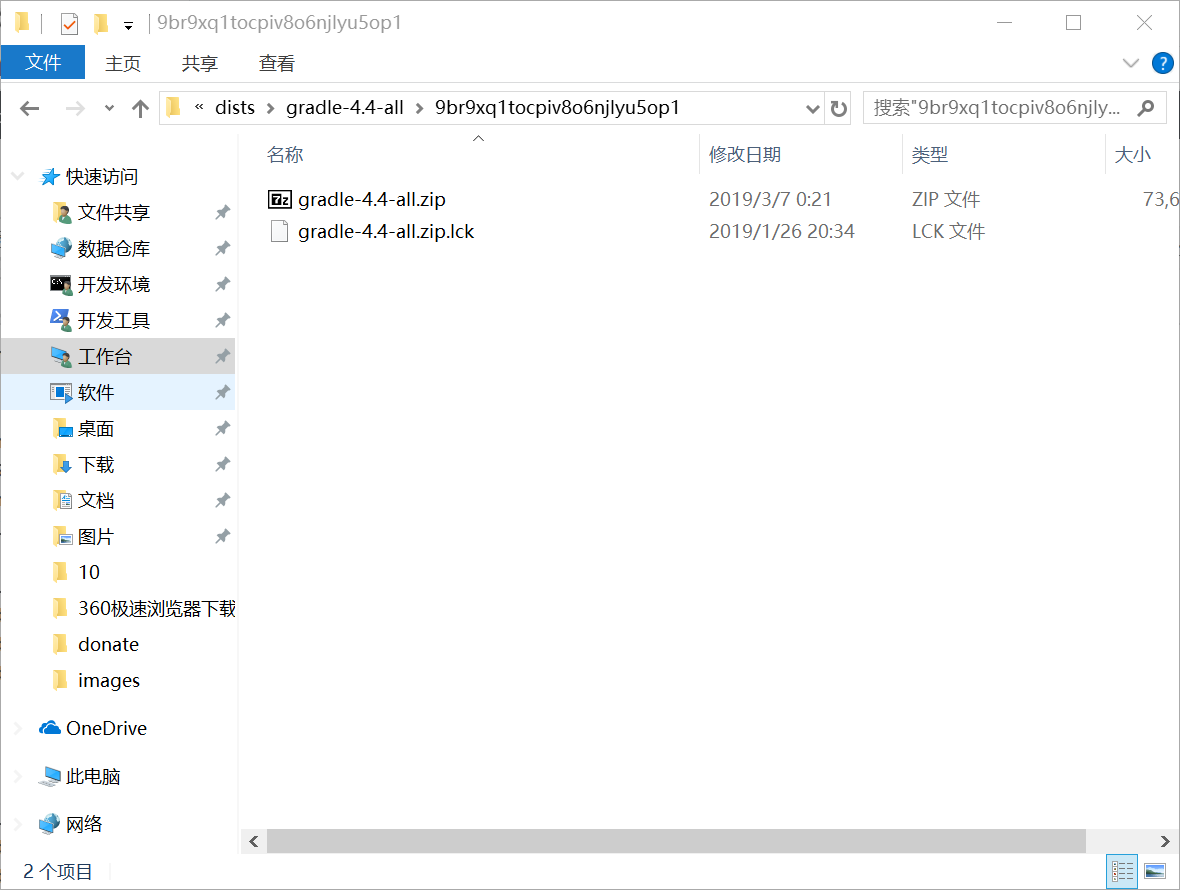 9br9xq1tocpiv8o6njlyu5op1
文件 主页 共享 查看
« dists gradle-4.4-all 9br9xq1tocpiv8o6njlyu5op1 搜索"9br9xq1tocpiv8o6njly...
名称 修改日期 类型 大小
gradle-4.4-all.zip 2019/3/7 0:21 ZIP 文件 73,6
gradle-4.4-all.zip.lck 2019/1/26 20:34 LCK 文件
快速访问
文件共享
数据仓库
开发环境
开发工具
工作台
软件
桌面
下载
文档
图片
10
360极速浏览器下载
donate
images
OneDrive
此电脑
网络
2 个项目